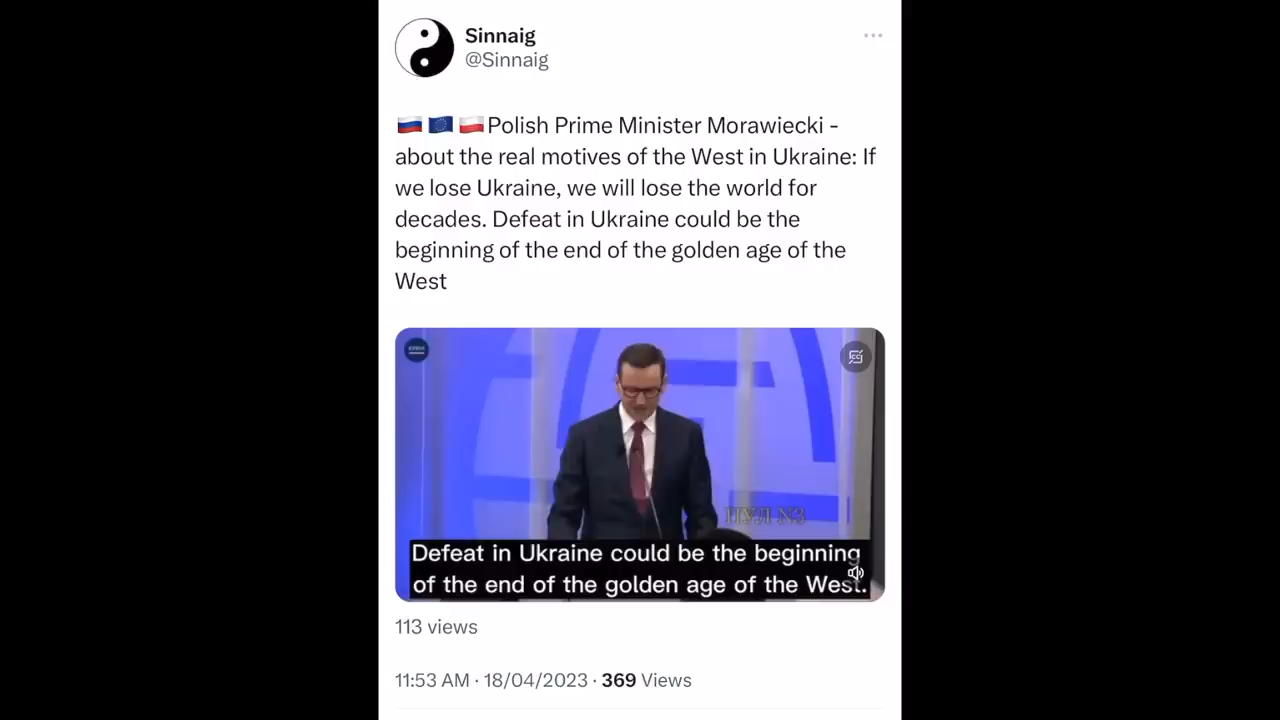 Sinnaig
@Sinnaig
🇷🇺 🇪🇺 🇵🇱Polish Prime Minister Morawiecki -
about the real motives of the West in Ukraine: If
we lose Ukraine, we will lose the world for
decades. Defeat in Ukraine could be the
beginning of the end of the golden age of the
West
ПУЛ N3
Defeat in Ukraine could be the beginning
of the end of the golden age of the West.
113 views
11:53 AM · 18/04/2023 · 369 Views